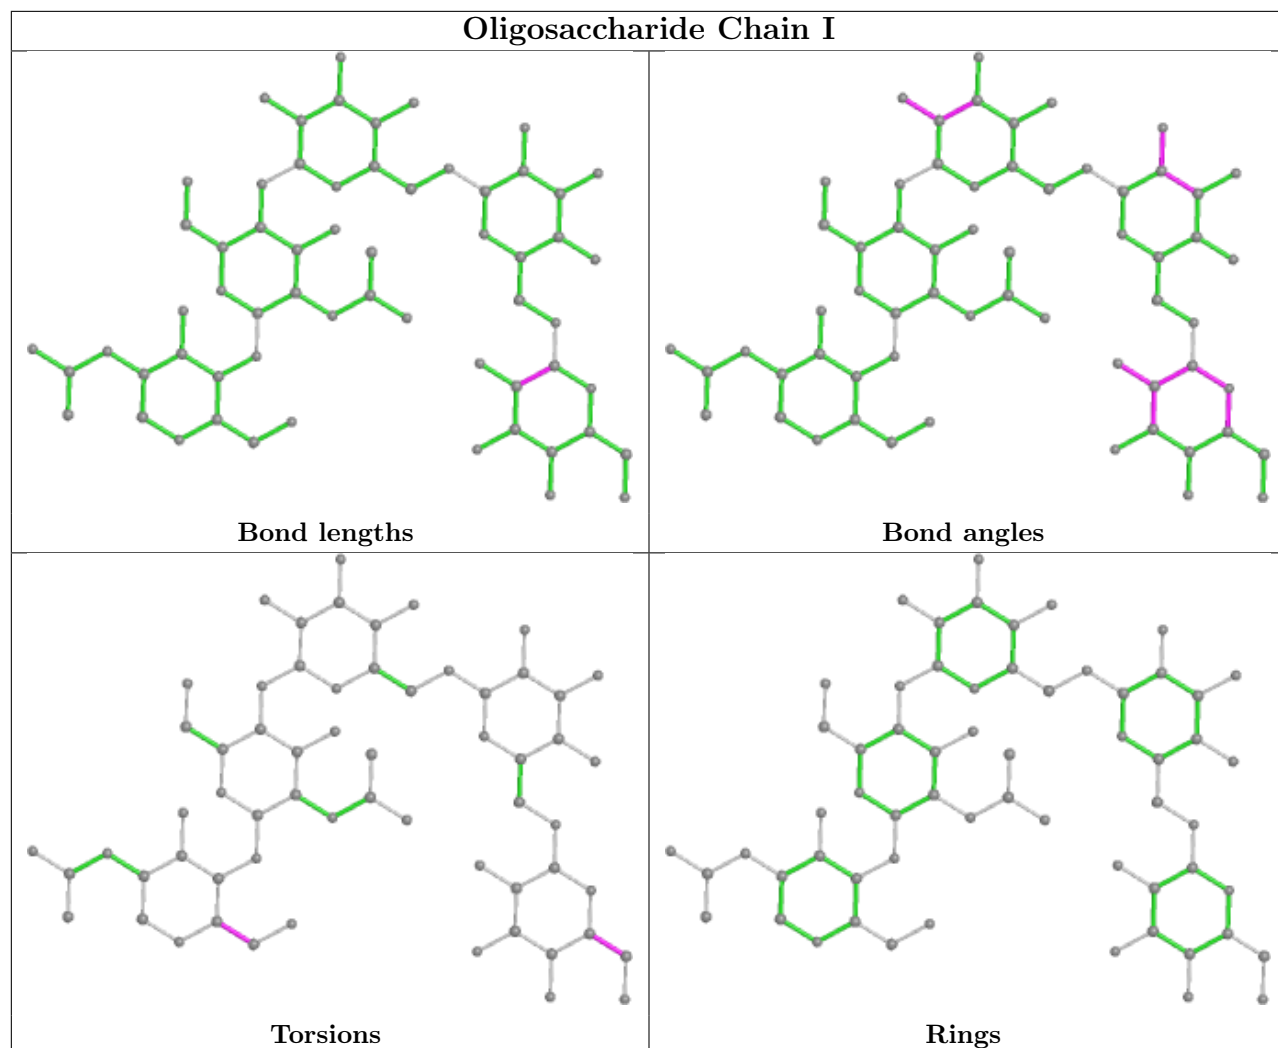 Oligosaccharide Chain I
Bond lengths
Bond angles
Torsions
Rings